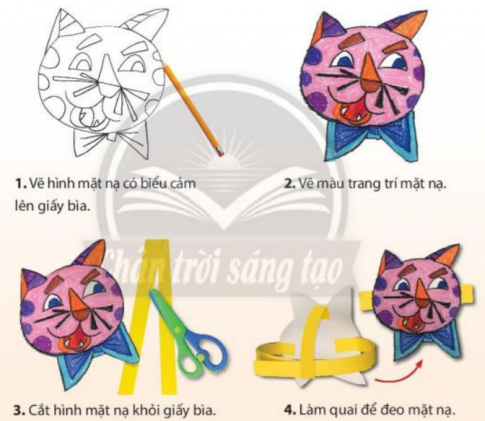 1. Vẽ hình mặt nạ có biểu cảm
lên giấy bìa.
2. Vẽ màu trang trí mặt nạ.
Chân trời sáng tạo
3. Cắt hình mặt nạ khỏi giấy bìa.
4. Làm quai để đeo mặt nạ.